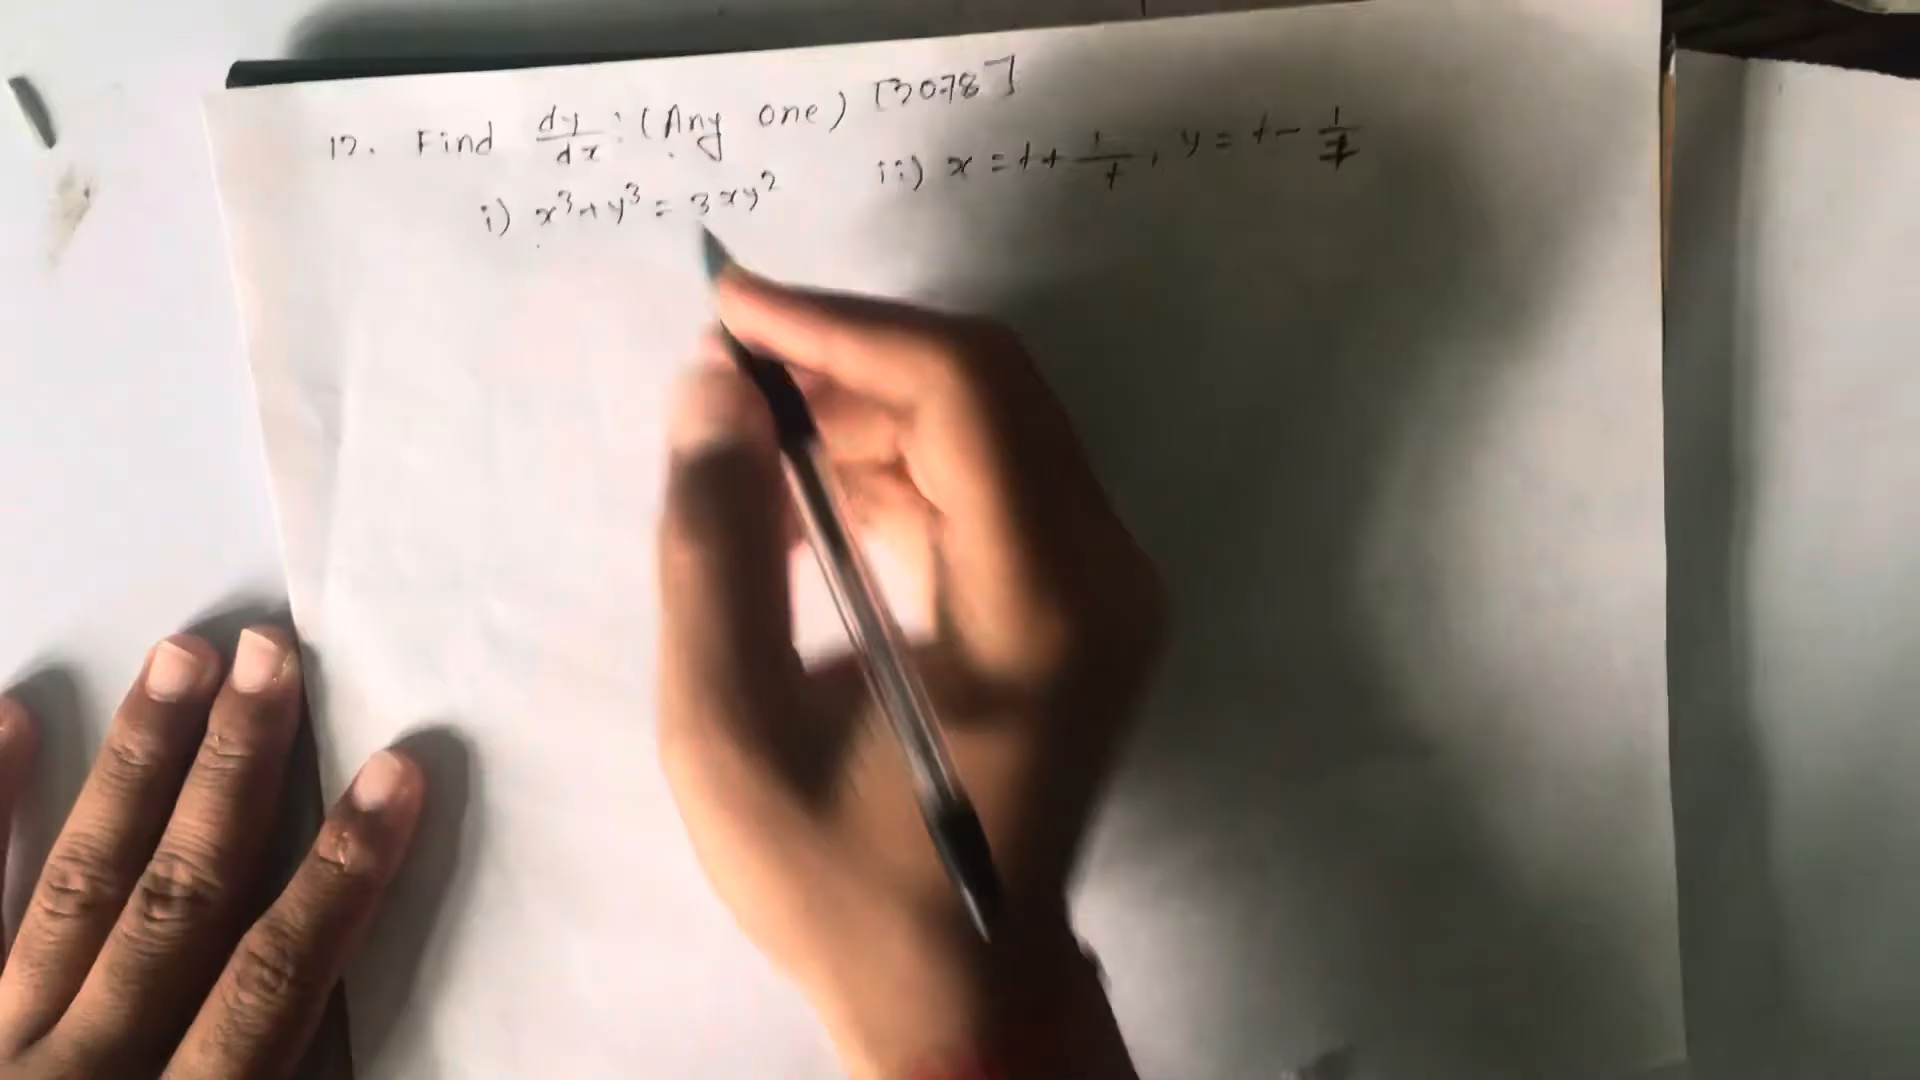 12. Find dy/dx : (Any one) [2078]
i) x³+y³ = 3xy² ii) x = t + 1/t, y = t - 1/t